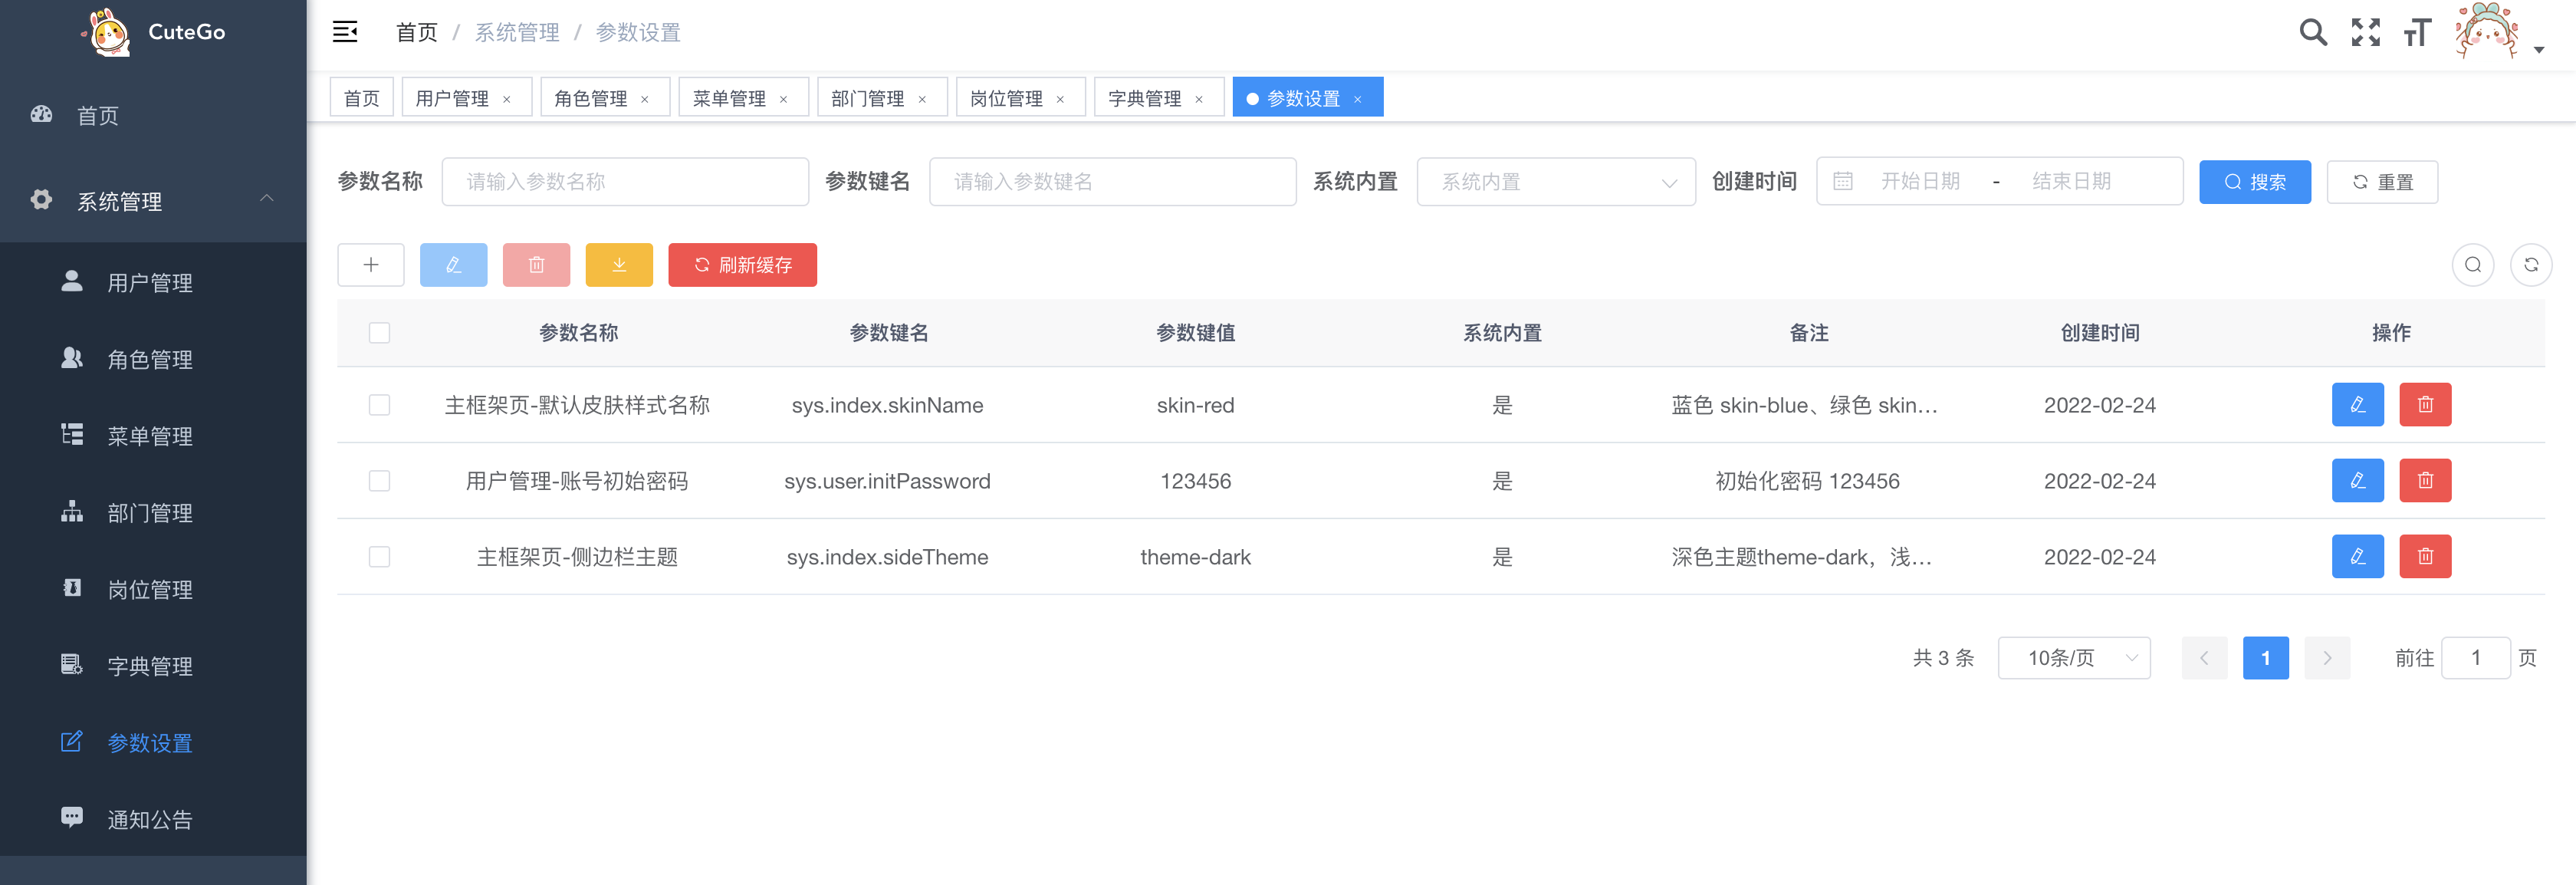 CuteGo
首页 / 系统管理 / 参数设置
首页 用户管理 × 角色管理 × 菜单管理 × 部门管理 × 岗位管理 × 字典管理 × 参数设置 ×
首页
系统管理
用户管理
角色管理
菜单管理
部门管理
岗位管理
字典管理
参数设置
通知公告
参数名称 请输入参数名称 参数键名 请输入参数键名 系统内置 系统内置 创建时间 开始日期 - 结束日期 搜索 重置
刷新缓存
参数名称 参数键名 参数键值 系统内置 备注 创建时间 操作
主框架页-默认皮肤样式名称 sys.index.skinName skin-red 是 蓝色 skin-blue、绿色 skin... 2022-02-24
用户管理-账号初始密码 sys.user.initPassword 123456 是 初始化密码 123456 2022-02-24
主框架页-侧边栏主题 sys.index.sideTheme theme-dark 是 深色主题theme-dark，浅... 2022-02-24
共 3 条 10条/页 1 前往 1 页